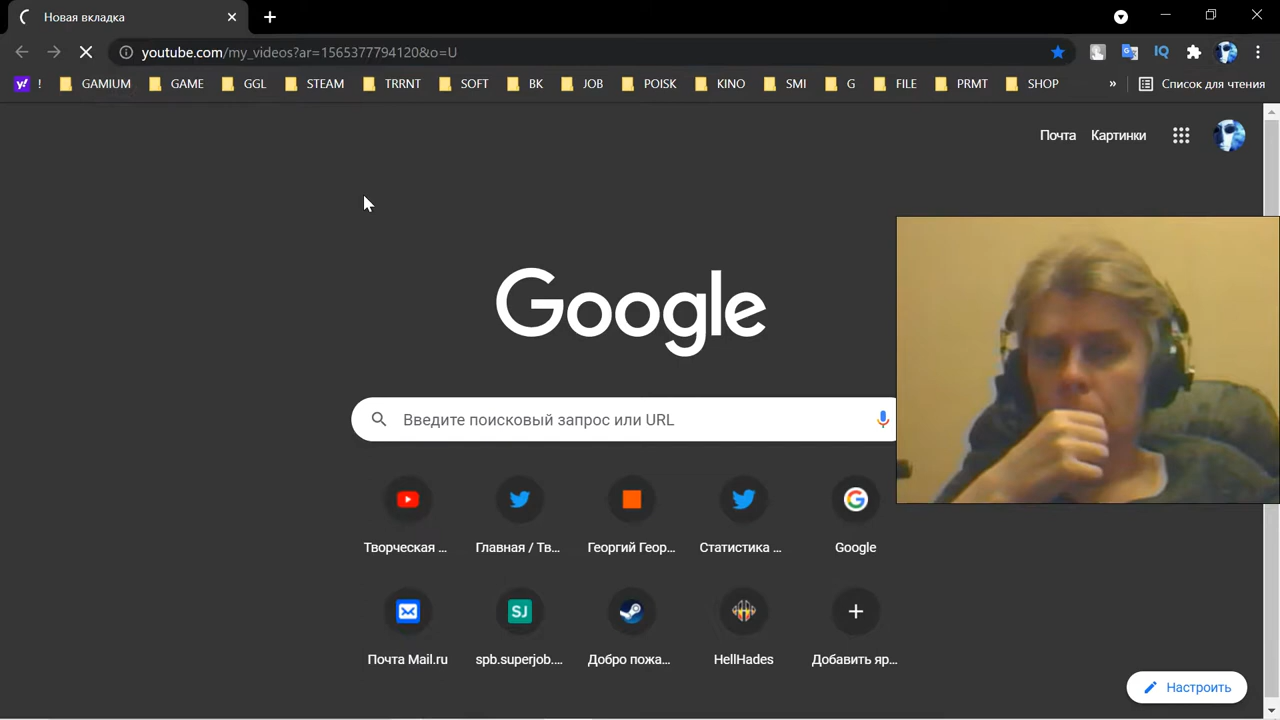 Новая вкладка
youtube.com/my_videos?ar=1565377794120&o=U
IQ
y! ! GAMIUM GAME GGL STEAM TRRNT SOFT BK JOB POISK KINO SMI G FILE PRMT SHOP » Список для чтения
Почта Картинки
Google
Введите поисковый запрос или URL
Творческая ... Главная / Тв... Георгий Геор... Статистика ... Google
SJ
Почта Mail.ru spb.superjob.... Добро пожа... HellHades Добавить яр...
Настроить